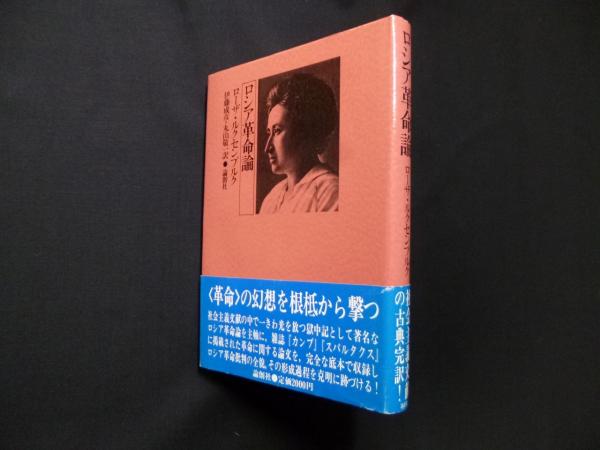 ロシア革命論
ローザ・ルクセンブルク
伊藤成彦・丸山敬一訳●論創社
〈革命〉の幻想を根柢から撃つ
社会主義文献の中で一きわ光を放つ獄中記として著名な
ロシア革命論を主軸に、雑誌『カンプ』『スパルタクス』
に掲載された革命に関する論文を、完全な底本で収録し
ロシア革命批判の全貌、その形成過程を克明に跡づける!
論創社●定価2000円
ロシア革命論
ローザ・ルクセンブルク
社会主義文献
の古典完訳!